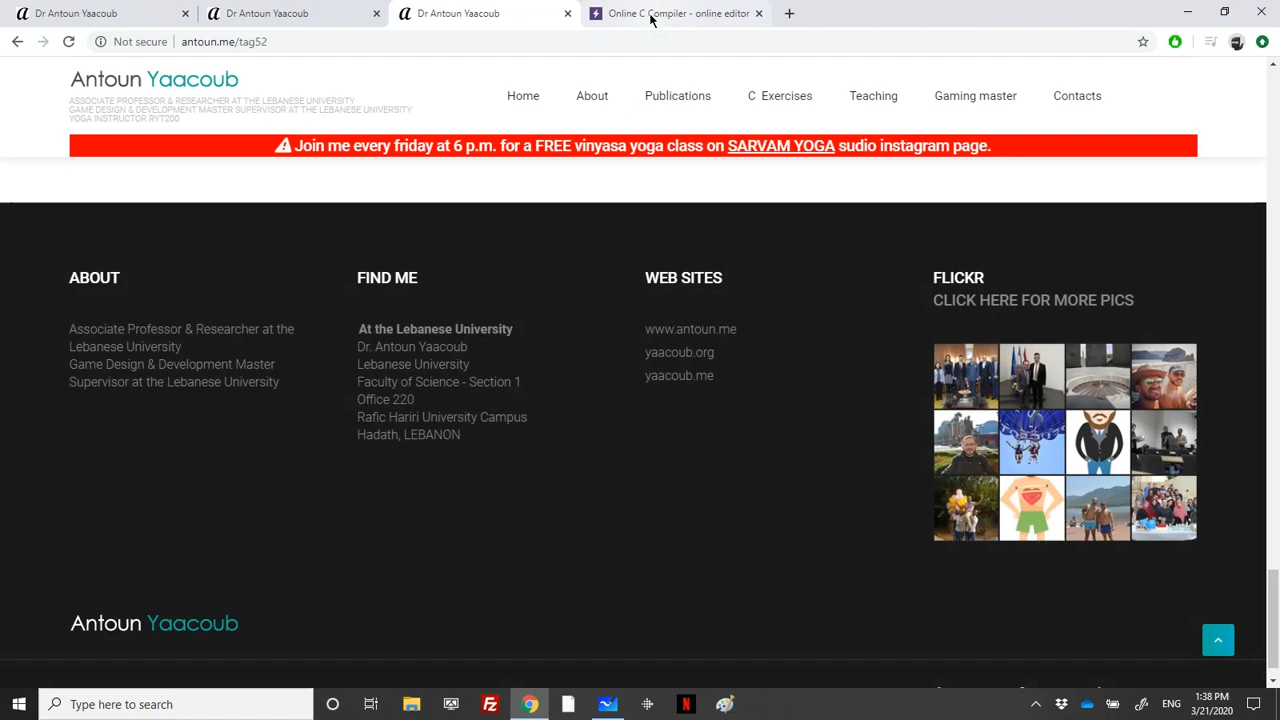 Dr Antoun Yaacoub
Dr Antoun Yaacoub
Dr Antoun Yaacoub
Online C Compiler - online editor
Not secure | antoun.me/tag52
Antoun Yaacoub
ASSOCIATE PROFESSOR & RESEARCHER AT THE LEBANESE UNIVERSITY
GAME DESIGN & DEVELOPMENT MASTER SUPERVISOR AT THE LEBANESE UNIVERSITY
YOGA INSTRUCTOR RYT200
Home About Publications C Exercises Teaching Gaming master Contacts
Join me every friday at 6 p.m. for a FREE vinyasa yoga class on SARVAM YOGA sudio instagram page.
ABOUT
Associate Professor & Researcher at the
Lebanese University
Game Design & Development Master
Supervisor at the Lebanese University
FIND ME
At the Lebanese University
Dr. Antoun Yaacoub
Lebanese University
Faculty of Science - Section 1
Office 220
Rafic Hariri University Campus
Hadath, LEBANON
WEB SITES
www.antoun.me
yaacoub.org
yaacoub.me
FLICKR
CLICK HERE FOR MORE PICS
Antoun Yaacoub
Type here to search
ENG
1:38 PM
3/21/2020